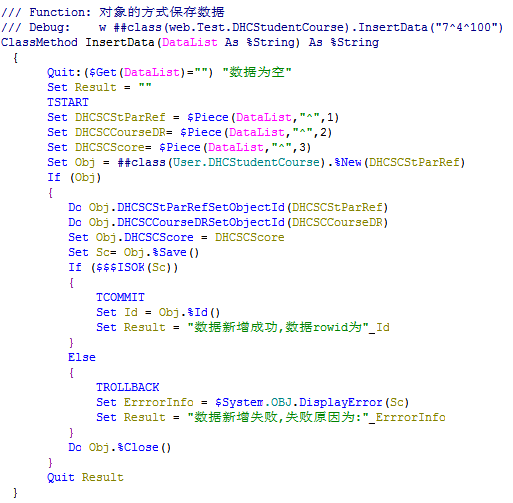 /// Function: 对象的方式保存数据
/// Debug:    w ##class(web.Test.DHCStudentCourse).InsertData("7^4^100")
ClassMethod InsertData(DataList As %String) As %String
{
Quit:($Get(DataList)="") "数据为空"
Set Result = ""
TSTART
Set DHCSCStParRef = $Piece(DataList,"^",1)
Set DHCSCCourseDR= $Piece(DataList,"^",2)
Set DHCSCScore= $Piece(DataList,"^",3)
Set Obj = ##class(User.DHCStudentCourse).%New(DHCSCStParRef)
If (Obj)
{
Do Obj.DHCSCStParRefSetObjectId(DHCSCStParRef)
Do Obj.DHCSCCourseDRSetObjectId(DHCSCCourseDR)
Set Obj.DHCSCScore = DHCSCScore
Set Sc= Obj.%Save()
If ($$$ISOK(Sc))
{
TCOMMIT
Set Id = Obj.%Id()
Set Result = "数据新增成功,数据rowid为"_Id
}
Else
{
TROLLBACK
Set ErrrorInfo = $System.OBJ.DisplayError(Sc)
Set Result = "数据新增失败,失败原因为:"_ErrrorInfo
}
Do Obj.%Close()
}
Quit Result
}